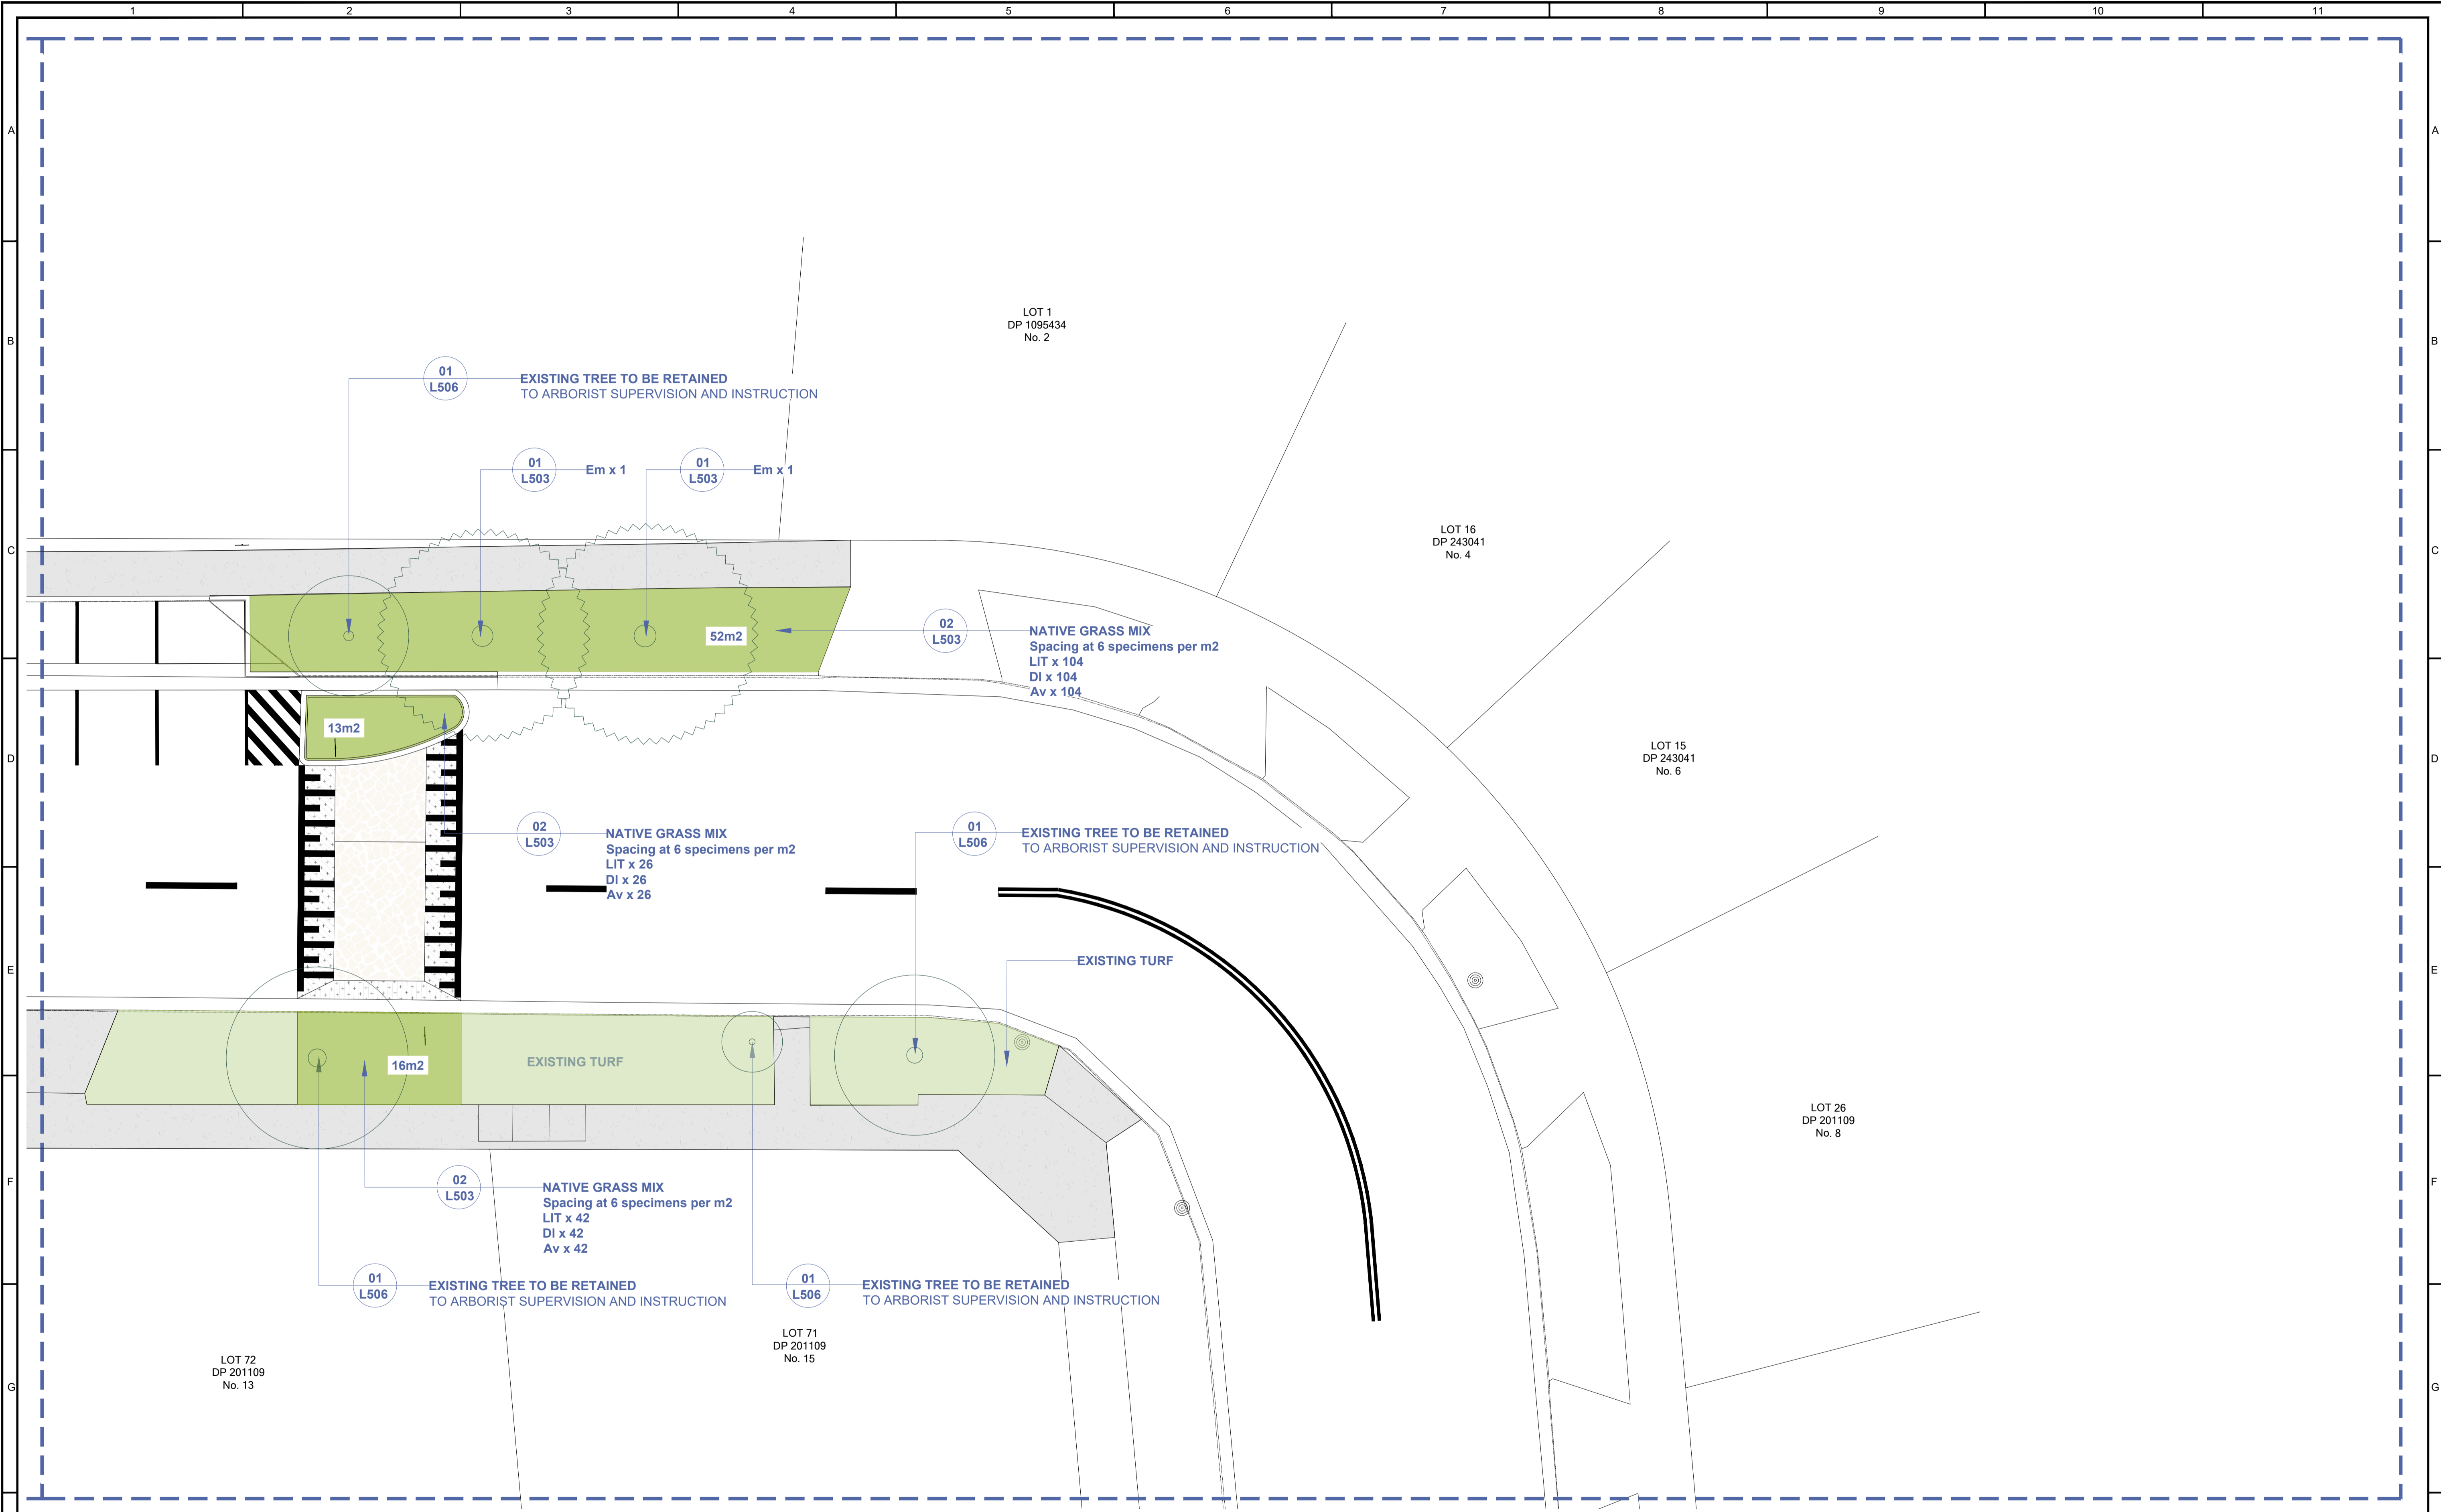 1 2 3 4 5 6 7 8 9 10 11
A A
B B
C C
D D
E E
F F
G G
LOT 1
DP 1095434
No. 2
01
L506
EXISTING TREE TO BE RETAINED
TO ARBORIST SUPERVISION AND INSTRUCTION
01
L503
Em x 1
01
L503
Em x 1
LOT 16
DP 243041
No. 4
52m2
02
L503
NATIVE GRASS MIX
Spacing at 6 specimens per m2
LIT x 104
DI x 104
Av x 104
13m2
LOT 15
DP 243041
No. 6
02
L503
NATIVE GRASS MIX
Spacing at 6 specimens per m2
LIT x 26
DI x 26
Av x 26
01
L506
EXISTING TREE TO BE RETAINED
TO ARBORIST SUPERVISION AND INSTRUCTION
EXISTING TURF
16m2
EXISTING TURF
LOT 26
DP 201109
No. 8
02
L503
NATIVE GRASS MIX
Spacing at 6 specimens per m2
LIT x 42
DI x 42
Av x 42
01
L506
EXISTING TREE TO BE RETAINED
TO ARBORIST SUPERVISION AND INSTRUCTION
01
L506
EXISTING TREE TO BE RETAINED
TO ARBORIST SUPERVISION AND INSTRUCTION
LOT 71
DP 201109
No. 15
LOT 72
DP 201109
No. 13